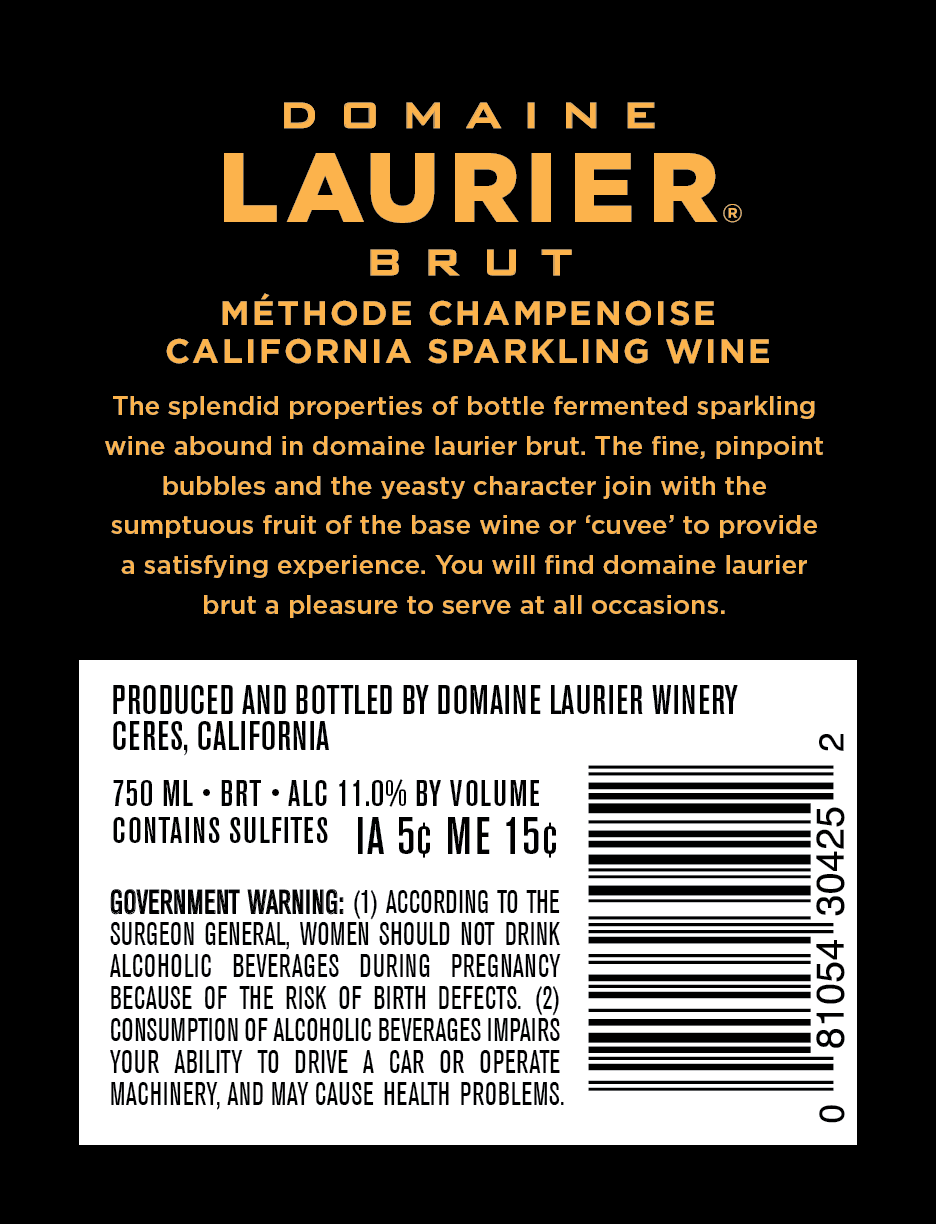 DOMAINE
LAURIER®
BRUT
MÉTHODE CHAMPENOISE
CALIFORNIA SPARKLING WINE
The splendid properties of bottle fermented sparkling
wine abound in domaine laurier brut. The fine, pinpoint
bubbles and the yeasty character join with the
sumptuous fruit of the base wine or ‘cuvee’ to provide
a satisfying experience. You will find domaine laurier
brut a pleasure to serve at all occasions.
PRODUCED AND BOTTLED BY DOMAINE LAURIER WINERY
CERES, CALIFORNIA
750 ML • BRT • ALC 11.0% BY VOLUME
CONTAINS SULFITES IA 5¢ ME 15¢
GOVERNMENT WARNING: (1) ACCORDING TO THE
SURGEON GENERAL, WOMEN SHOULD NOT DRINK
ALCOHOLIC BEVERAGES DURING PREGNANCY
BECAUSE OF THE RISK OF BIRTH DEFECTS. (2)
CONSUMPTION OF ALCOHOLIC BEVERAGES IMPAIRS
YOUR ABILITY TO DRIVE A CAR OR OPERATE
MACHINERY, AND MAY CAUSE HEALTH PROBLEMS.
0 81054 30425 2